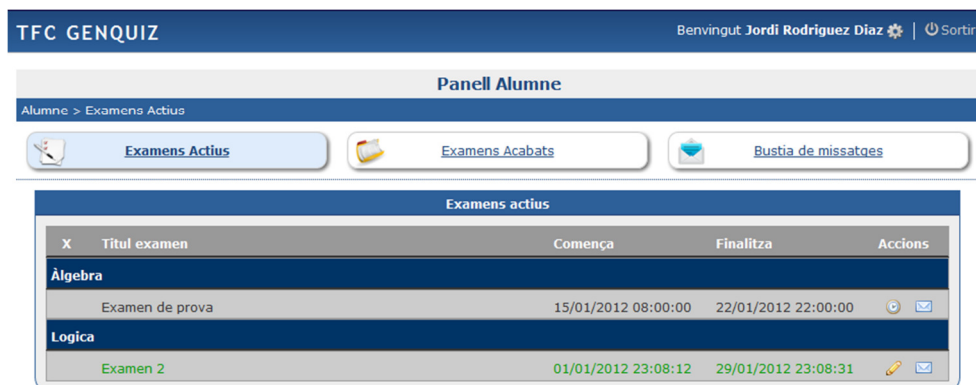 TFC GENQUIZ Benvingut Jordi Rodriguez Diaz | Sortir
Panell Alumne
Alumne > Examens Actius
Examens Actius Examens Acabats Bustia de missatges
Examens actius
X Titul examen Comença Finalitza Accions
Àlgebra
Examen de prova 15/01/2012 08:00:00 22/01/2012 22:00:00
Logica
Examen 2 01/01/2012 23:08:12 29/01/2012 23:08:31